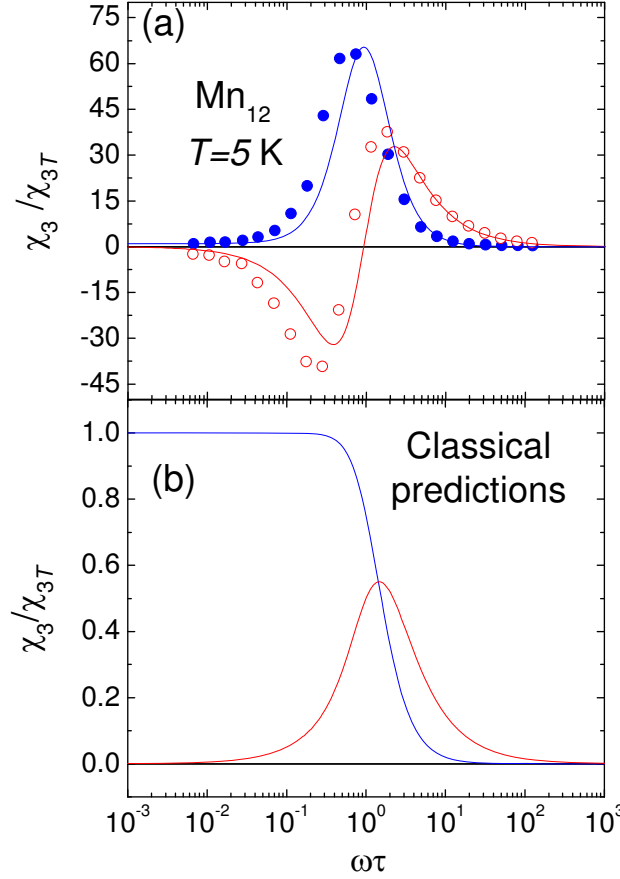 (a)
75
60
45
30
15
0
-15
-30
-45
χ₃ /χ₃T
Mn₁₂
T=5 K
(b)
Classical
predictions
1.0
0.8
0.6
0.4
0.2
0.0
χ₃/χ₃T
10⁻³ 10⁻² 10⁻¹ 10⁰ 10¹ 10² 10³
ωτ